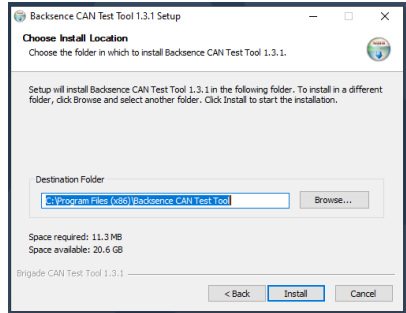 Backsence CAN Test Tool 1.3.1 Setup
Choose Install Location
Choose the folder in which to install Backsence CAN Test Tool 1.3.1.
Setup will install Backsence CAN Test Tool 1.3.1 in the following folder. To install in a different
folder, click Browse and select another folder. Click Install to start the installation.
Destination Folder
C:\Program Files (x86)\Backsence CAN Test Tool
Browse...
Space required: 11.3 MB
Space available: 20.6 GB
Brigade CAN Test Tool 1.3.1
< Back Install Cancel